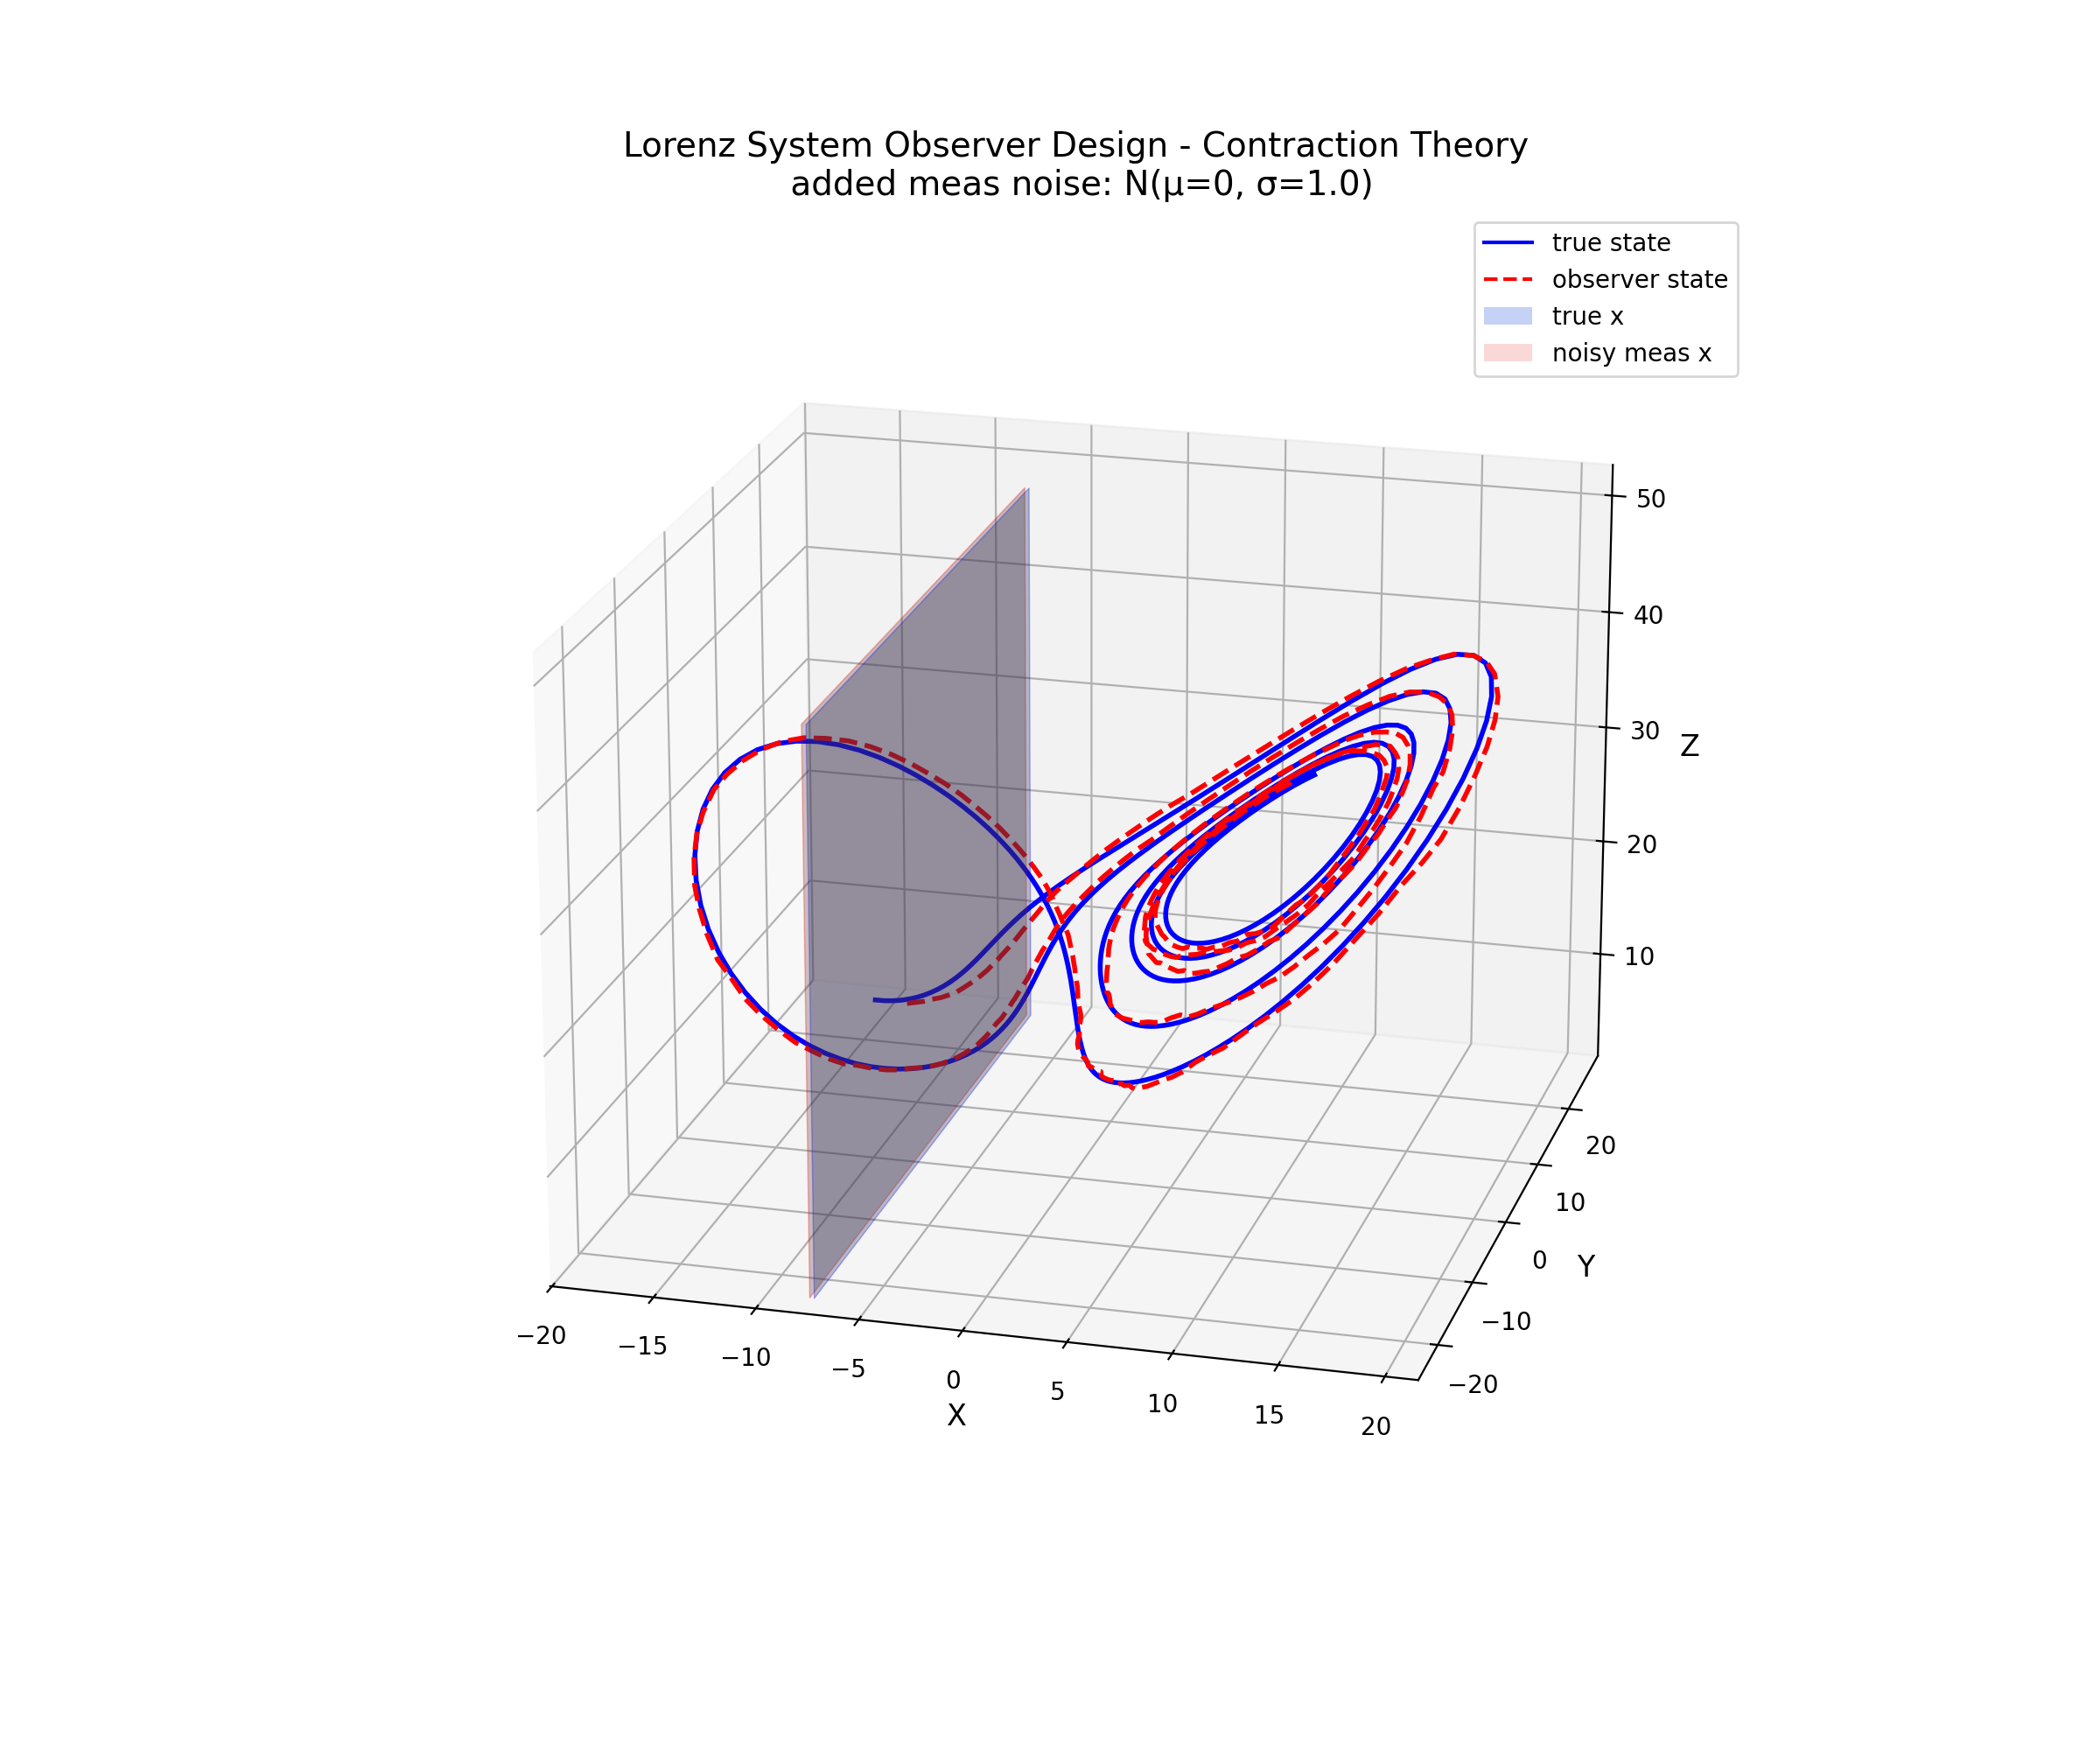 Lorenz System Observer Design - Contraction Theory
added meas noise: N(μ=0, σ=1.0)
true state
observer state
true x
noisy meas x
50
40
30
Z
20
10
20
10
0
Y
−10
−20
−20
−15
−10
−5
0
5
10
15
20
X